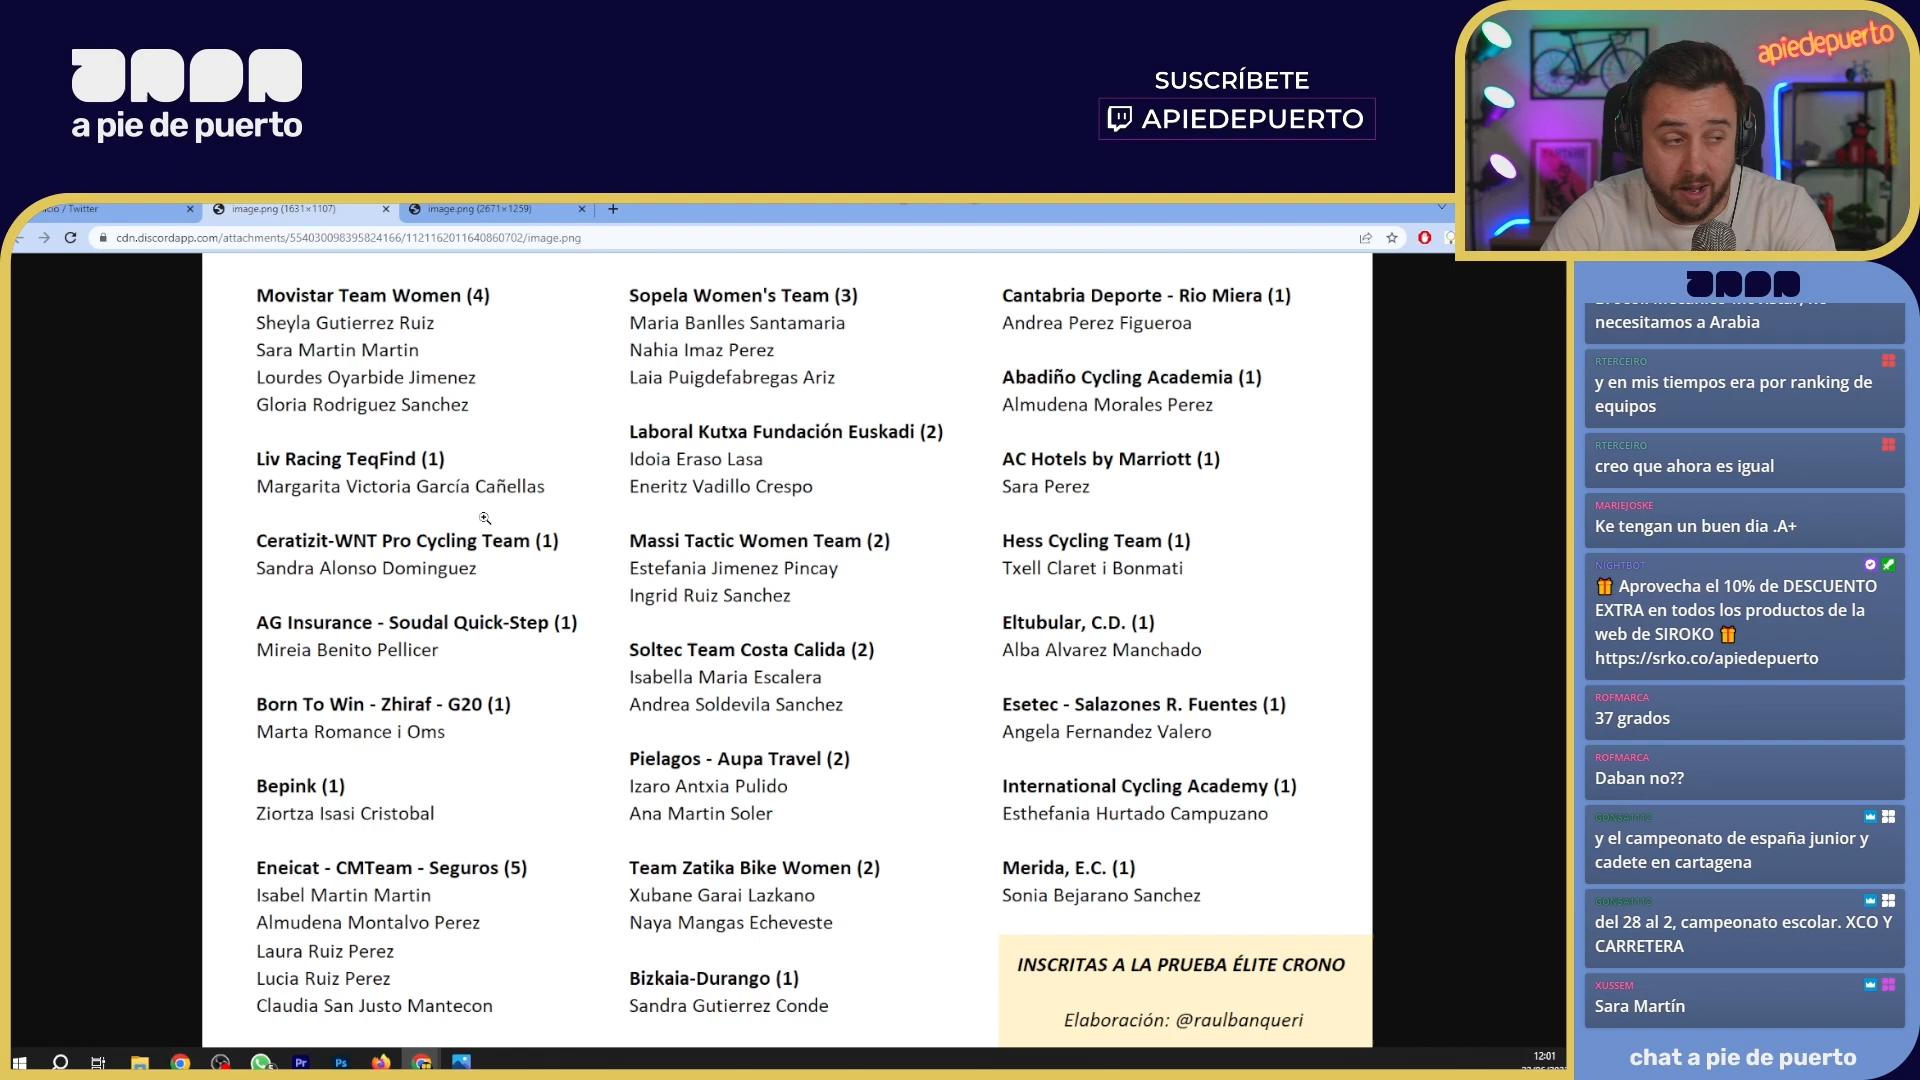 a pie de puerto
SUSCRÍBETE
APIEDEPUERTO
apiedepuerto
/ Twitter
image.png (1631×1107)
image.png (2671×1259)
cdn.discordapp.com/attachments/554030098395824166/1121162011640860702/image.png
Movistar Team Women (4)
Sheyla Gutierrez Ruiz
Sara Martin Martin
Lourdes Oyarbide Jimenez
Gloria Rodriguez Sanchez
Liv Racing TeqFind (1)
Margarita Victoria García Cañellas
Ceratizit-WNT Pro Cycling Team (1)
Sandra Alonso Dominguez
AG Insurance - Soudal Quick-Step (1)
Mireia Benito Pellicer
Born To Win - Zhiraf - G20 (1)
Marta Romance i Oms
Bepink (1)
Ziortza Isasi Cristobal
Eneicat - CMTeam - Seguros (5)
Isabel Martin Martin
Almudena Montalvo Perez
Laura Ruiz Perez
Lucia Ruiz Perez
Claudia San Justo Mantecon
Sopela Women's Team (3)
Maria Banlles Santamaria
Nahia Imaz Perez
Laia Puigdefabregas Ariz
Laboral Kutxa Fundación Euskadi (2)
Idoia Eraso Lasa
Eneritz Vadillo Crespo
Massi Tactic Women Team (2)
Estefania Jimenez Pincay
Ingrid Ruiz Sanchez
Soltec Team Costa Calida (2)
Isabella Maria Escalera
Andrea Soldevila Sanchez
Pielagos - Aupa Travel (2)
Izaro Antxia Pulido
Ana Martin Soler
Team Zatika Bike Women (2)
Xubane Garai Lazkano
Naya Mangas Echeveste
Bizkaia-Durango (1)
Sandra Gutierrez Conde
Cantabria Deporte - Rio Miera (1)
Andrea Perez Figueroa
Abadiño Cycling Academia (1)
Almudena Morales Perez
AC Hotels by Marriott (1)
Sara Perez
Hess Cycling Team (1)
Txell Claret i Bonmati
Eltubular, C.D. (1)
Alba Alvarez Manchado
Esetec - Salazones R. Fuentes (1)
Angela Fernandez Valero
International Cycling Academy (1)
Esthefania Hurtado Campuzano
Merida, E.C. (1)
Sonia Bejarano Sanchez
INSCRITAS A LA PRUEBA ÉLITE CRONO
Elaboración: @raulbanqueri
necesitamos a Arabia
RTERCEIRO
y en mis tiempos era por ranking de
equipos
RTERCEIRO
creo que ahora es igual
MARIEJOSKE
Ke tengan un buen dia .A+
NIGHTBOT
Aprovecha el 10% de DESCUENTO
EXTRA en todos los productos de la
web de SIROKO
https://srko.co/apiedepuerto
ROFMARCA
37 grados
ROFMARCA
Daban no??
y el campeonato de españa junior y
cadete en cartagena
del 28 al 2, campeonato escolar. XCO Y
CARRETERA
XUSSEM
Sara Martín
chat a pie de puerto
Pr
Ps
12:01